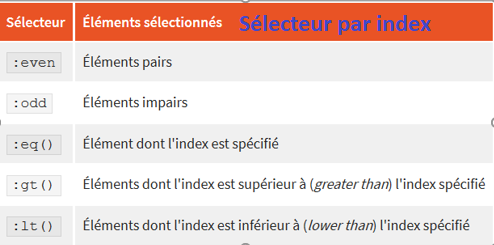 Sélecteur Éléments sélectionnés Sélecteur par index
:even Éléments pairs
:odd Éléments impairs
:eq() Élément dont l'index est spécifié
:gt() Éléments dont l'index est supérieur à (greater than) l'index spécifié
:lt() Éléments dont l'index est inférieur à (lower than) l'index spécifié